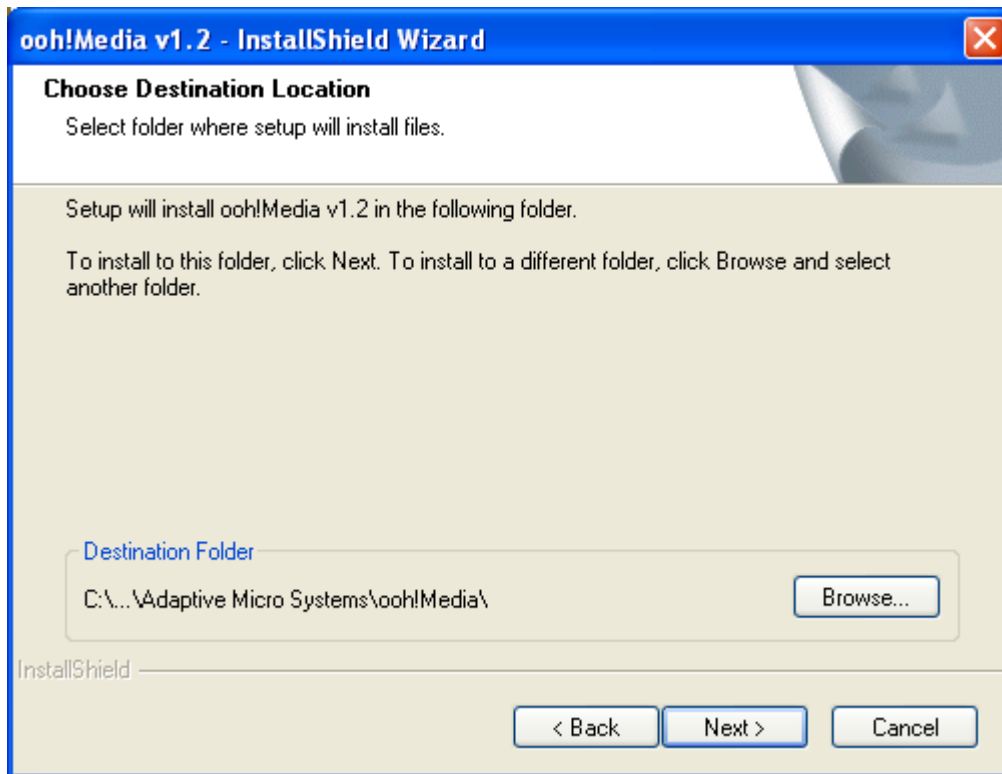 ooh!Media v1.2 - InstallShield Wizard
Choose Destination Location
Select folder where setup will install files.
Setup will install ooh!Media v1.2 in the following folder.
To install to this folder, click Next. To install to a different folder, click Browse and select
another folder.
Destination Folder
C:\...\Adaptive Micro Systems\ooh!Media\
Browse...
InstallShield
< Back
Next >
Cancel